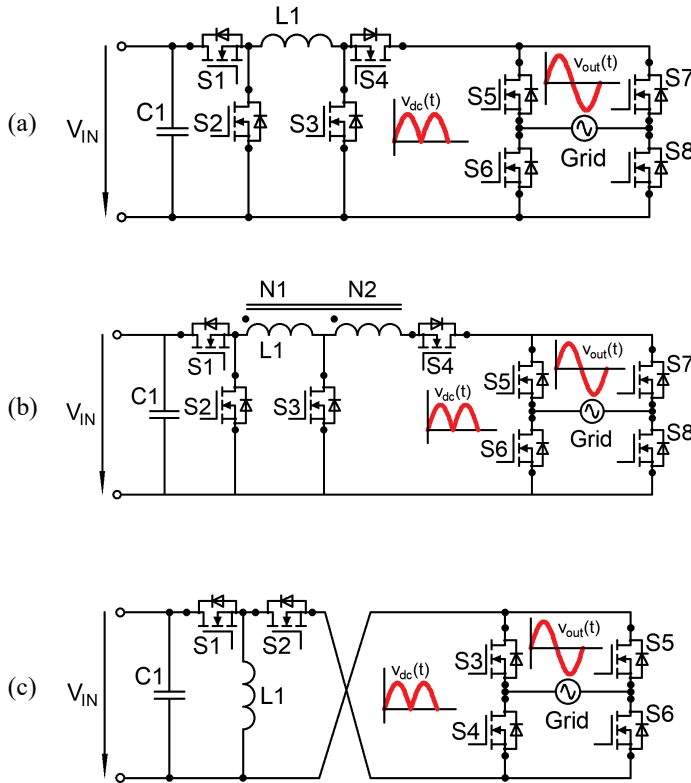 (a)
V_IN
C1
S1
L1
S2
S3
S4
v_dc(t)
S5
S6
v_out(t)
Grid
S7
S8
(b)
V_IN
C1
S1
N1
N2
L1
S2
S3
S4
v_dc(t)
S5
S6
v_out(t)
Grid
S7
S8
(c)
V_IN
C1
S1
S2
L1
v_dc(t)
S3
S4
v_out(t)
Grid
S5
S6